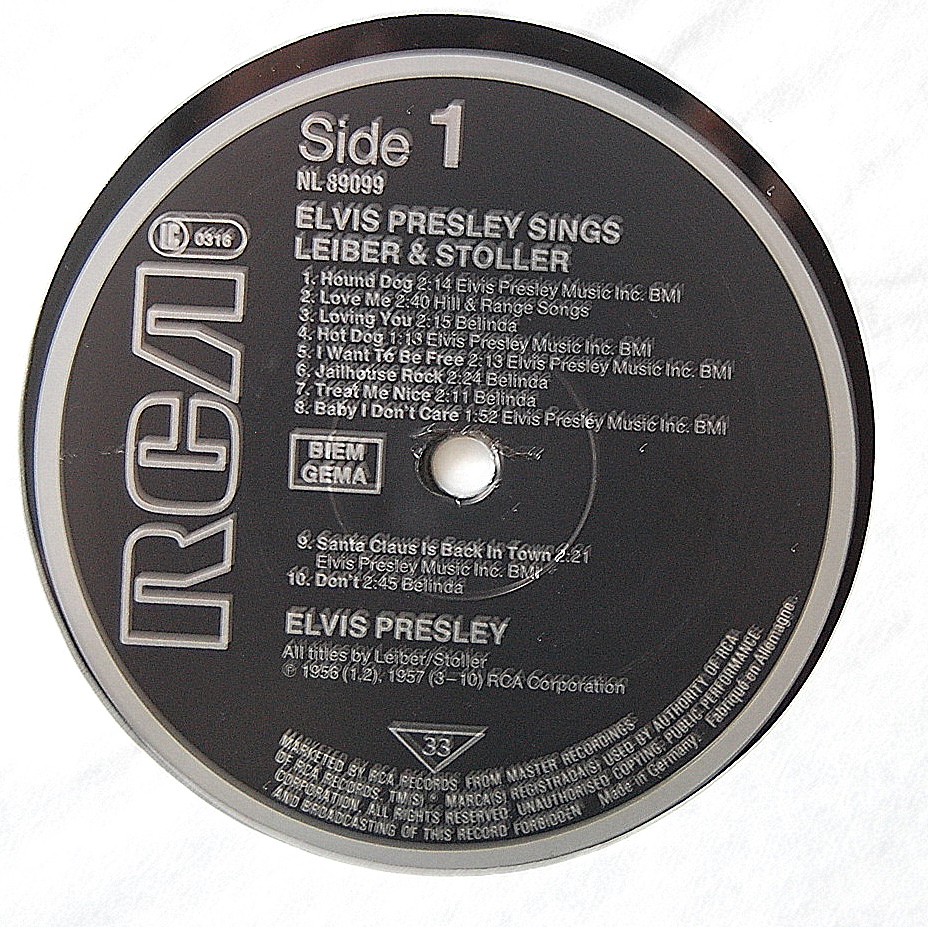 Side 1
NL 89099
ELVIS PRESLEY SINGS
LEIBER & STOLLER
LC 0316
RCA
1. Hound Dog 2:14 Elvis Presley Music Inc. BMI
2. Love Me 2:40 Hill & Range Songs
3. Loving You 2:15 Belinda
4. Hot Dog 1:13 Elvis Presley Music Inc. BMI
5. I Want To Be Free 2:13 Elvis Presley Music Inc. BMI
6. Jailhouse Rock 2:24 Belinda
7. Treat Me Nice 2:11 Belinda
8. Baby I Don't Care 1:52 Elvis Presley Music Inc. BMI
BIEM
GEMA
9. Santa Claus Is Back In Town 2:21
Elvis Presley Music Inc. BMI
10. Don't 2:45 Belinda
ELVIS PRESLEY
All titles by Leiber/Stoller
℗ 1956 (1.2), 1957 (3–10) RCA Corporation
33
MARKETED BY RCA RECORDS FROM MASTER RECORDINGS.
OF RCA RECORDS. TM(S) ® MARCA(S) REGISTRADA(S) USED BY AUTHORITY OF RCA
CORPORATION. ALL RIGHTS RESERVED. UNAUTHORISED COPYING, PUBLIC PERFORMANCE
AND BROADCASTING OF THIS RECORD FORBIDDEN Made in Germany. Fabriqué en Allemagne.